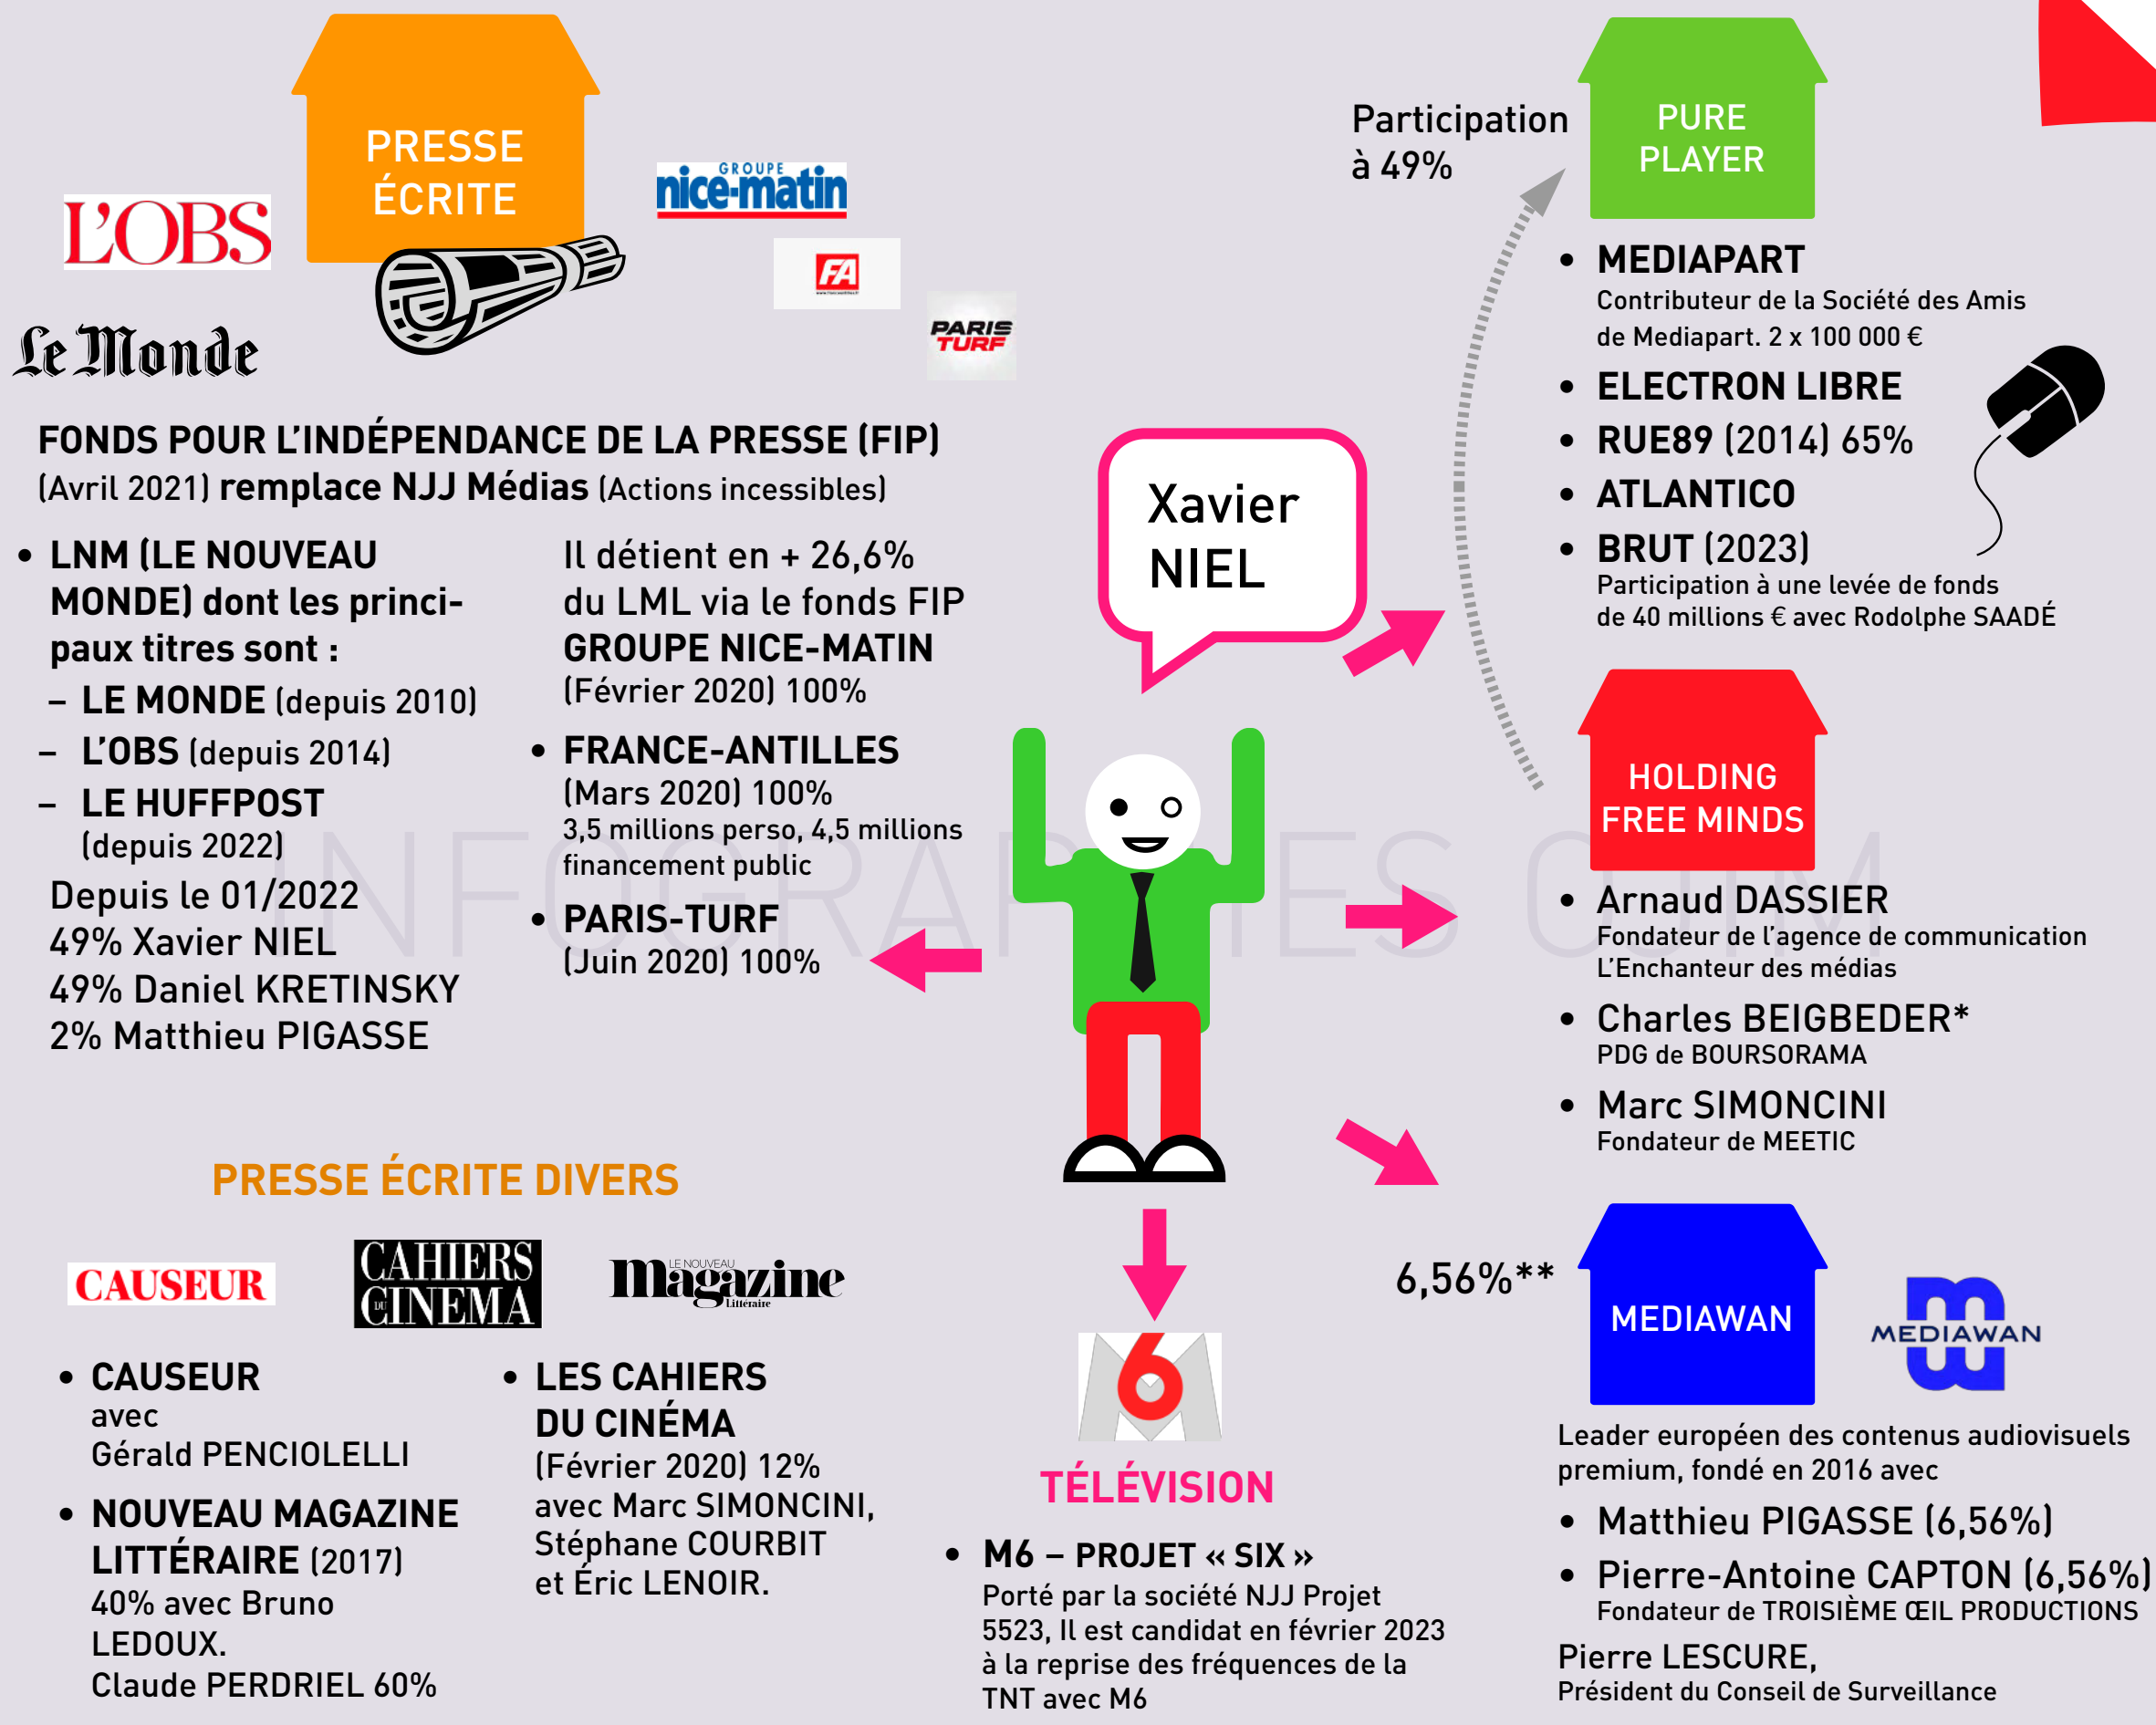 PRESSE
ÉCRITE
L'OBS
Le Monde
GROUPE
nice-matin
FA
PARIS
TURF
FONDS POUR L'INDÉPENDANCE DE LA PRESSE (FIP)
(Avril 2021) remplace NJJ Médias (Actions incessibles)
• LNM (LE NOUVEAU
MONDE) dont les princi-
paux titres sont :
– LE MONDE (depuis 2010)
– L'OBS (depuis 2014)
– LE HUFFPOST
(depuis 2022)
Depuis le 01/2022
49% Xavier NIEL
49% Daniel KRETINSKY
2% Matthieu PIGASSE
Il détient en + 26,6%
du LML via le fonds FIP
GROUPE NICE-MATIN
(Février 2020) 100%
• FRANCE-ANTILLES
(Mars 2020) 100%
3,5 millions perso, 4,5 millions
financement public
• PARIS-TURF
(Juin 2020) 100%
Xavier
NIEL
Participation
à 49%
PURE
PLAYER
• MEDIAPART
Contributeur de la Société des Amis
de Mediapart. 2 x 100 000 €
• ELECTRON LIBRE
• RUE89 (2014) 65%
• ATLANTICO
• BRUT (2023)
Participation à une levée de fonds
de 40 millions € avec Rodolphe SAADÉ
HOLDING
FREE MINDS
INFOGRAPHIES OJIM
• Arnaud DASSIER
Fondateur de l'agence de communication
L'Enchanteur des médias
• Charles BEIGBEDER*
PDG de BOURSORAMA
• Marc SIMONCINI
Fondateur de MEETIC
PRESSE ÉCRITE DIVERS
CAUSEUR
CAHIERS
DU CINEMA
LE NOUVEAU
magazine
Littéraire
• CAUSEUR
avec
Gérald PENCIOLELLI
• NOUVEAU MAGAZINE
LITTÉRAIRE (2017)
40% avec Bruno
LEDOUX.
Claude PERDRIEL 60%
• LES CAHIERS
DU CINÉMA
(Février 2020) 12%
avec Marc SIMONCINI,
Stéphane COURBIT
et Éric LENOIR.
M6
TÉLÉVISION
• M6 – PROJET « SIX »
Porté par la société NJJ Projet
5523, Il est candidat en février 2023
à la reprise des fréquences de la
TNT avec M6
6,56%**
MEDIAWAN
MEDIAWAN
Leader européen des contenus audiovisuels
premium, fondé en 2016 avec
• Matthieu PIGASSE (6,56%)
• Pierre-Antoine CAPTON (6,56%)
Fondateur de TROISIÈME ŒIL PRODUCTIONS
Pierre LESCURE,
Président du Conseil de Surveillance